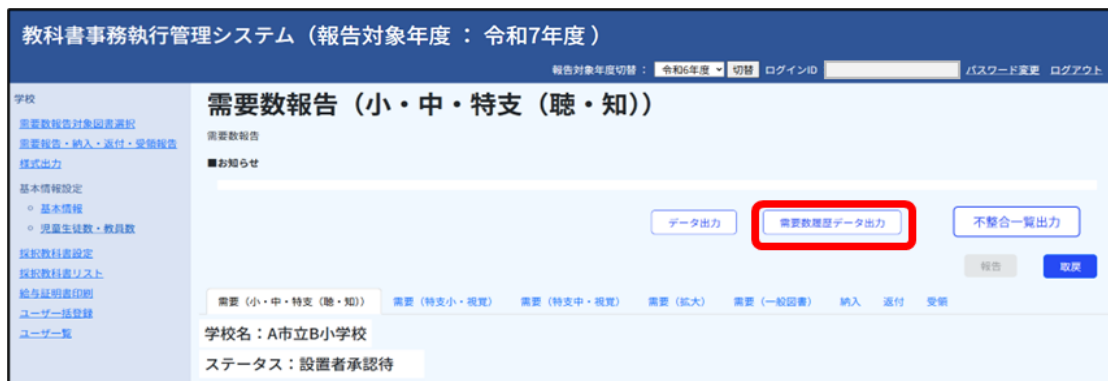 教科書事務執行管理システム（報告対象年度 ： 令和7年度 ）
報告対象年度切替： 令和6年度 切替 ログインID パスワード変更 ログアウト
学校
需要数報告対象図書選択
需要報告・納入・返付・受領報告
様式出力
基本情報設定
基本情報
児童生徒数・教員数
採択教科書設定
採択教科書リスト
給与証明書印刷
ユーザー括登録
ユーザ一覧
需要数報告（小・中・特支（聴・知））
需要数報告
■お知らせ
データ出力 需要数履歴データ出力 不整合一覧出力
報告 取戻
需要（小・中・特支（聴・知）） 需要（特支小・視覚） 需要（特支中・視覚） 需要（拡大） 需要（一般図書） 納入 返付 受領
学校名：A市立B小学校
ステータス：設置者承認待